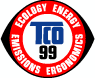 ECOLOGY ENERGY
TCO
99
EMISSIONS ERGONOMICS